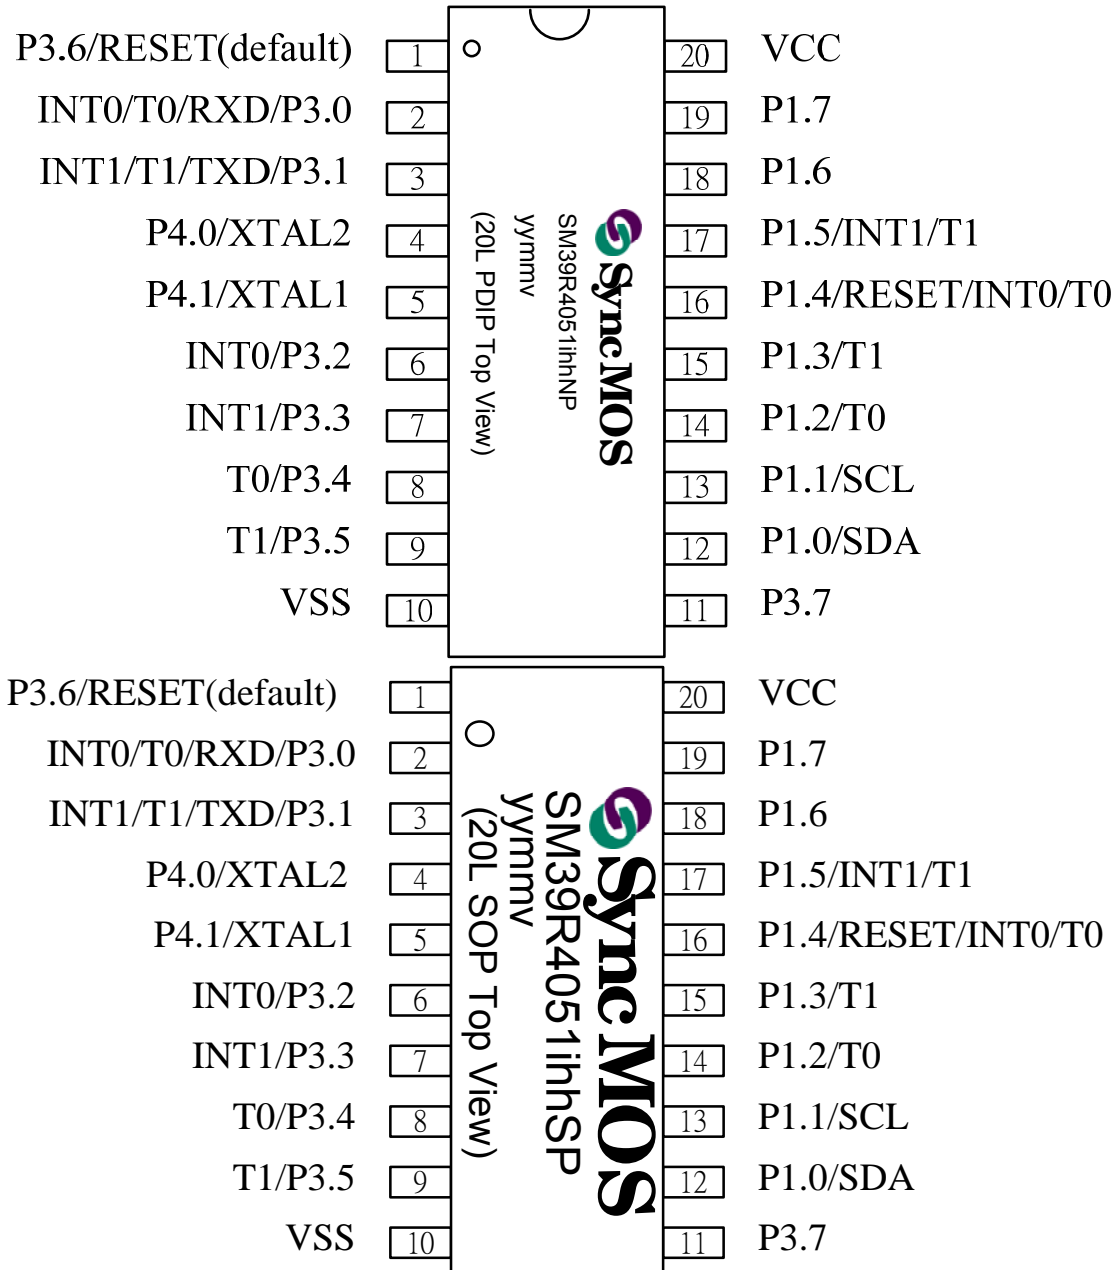 P3.6/RESET(default) 1 20 VCC
INT0/T0/RXD/P3.0 2 19 P1.7
INT1/T1/TXD/P3.1 3 18 P1.6
P4.0/XTAL2 4 17 P1.5/INT1/T1
P4.1/XTAL1 5 16 P1.4/RESET/INT0/T0
INT0/P3.2 6 15 P1.3/T1
INT1/P3.3 7 14 P1.2/T0
T0/P3.4 8 13 P1.1/SCL
T1/P3.5 9 12 P1.0/SDA
VSS 10 11 P3.7
SyncMOS
SM39R4051ihhNP
yymmv
(20L PDIP Top View)
P3.6/RESET(default) 1 20 VCC
INT0/T0/RXD/P3.0 2 19 P1.7
INT1/T1/TXD/P3.1 3 18 P1.6
P4.0/XTAL2 4 17 P1.5/INT1/T1
P4.1/XTAL1 5 16 P1.4/RESET/INT0/T0
INT0/P3.2 6 15 P1.3/T1
INT1/P3.3 7 14 P1.2/T0
T0/P3.4 8 13 P1.1/SCL
T1/P3.5 9 12 P1.0/SDA
VSS 10 11 P3.7
SyncMOS
SM39R4051ihhSP
yymmv
(20L SOP Top View)